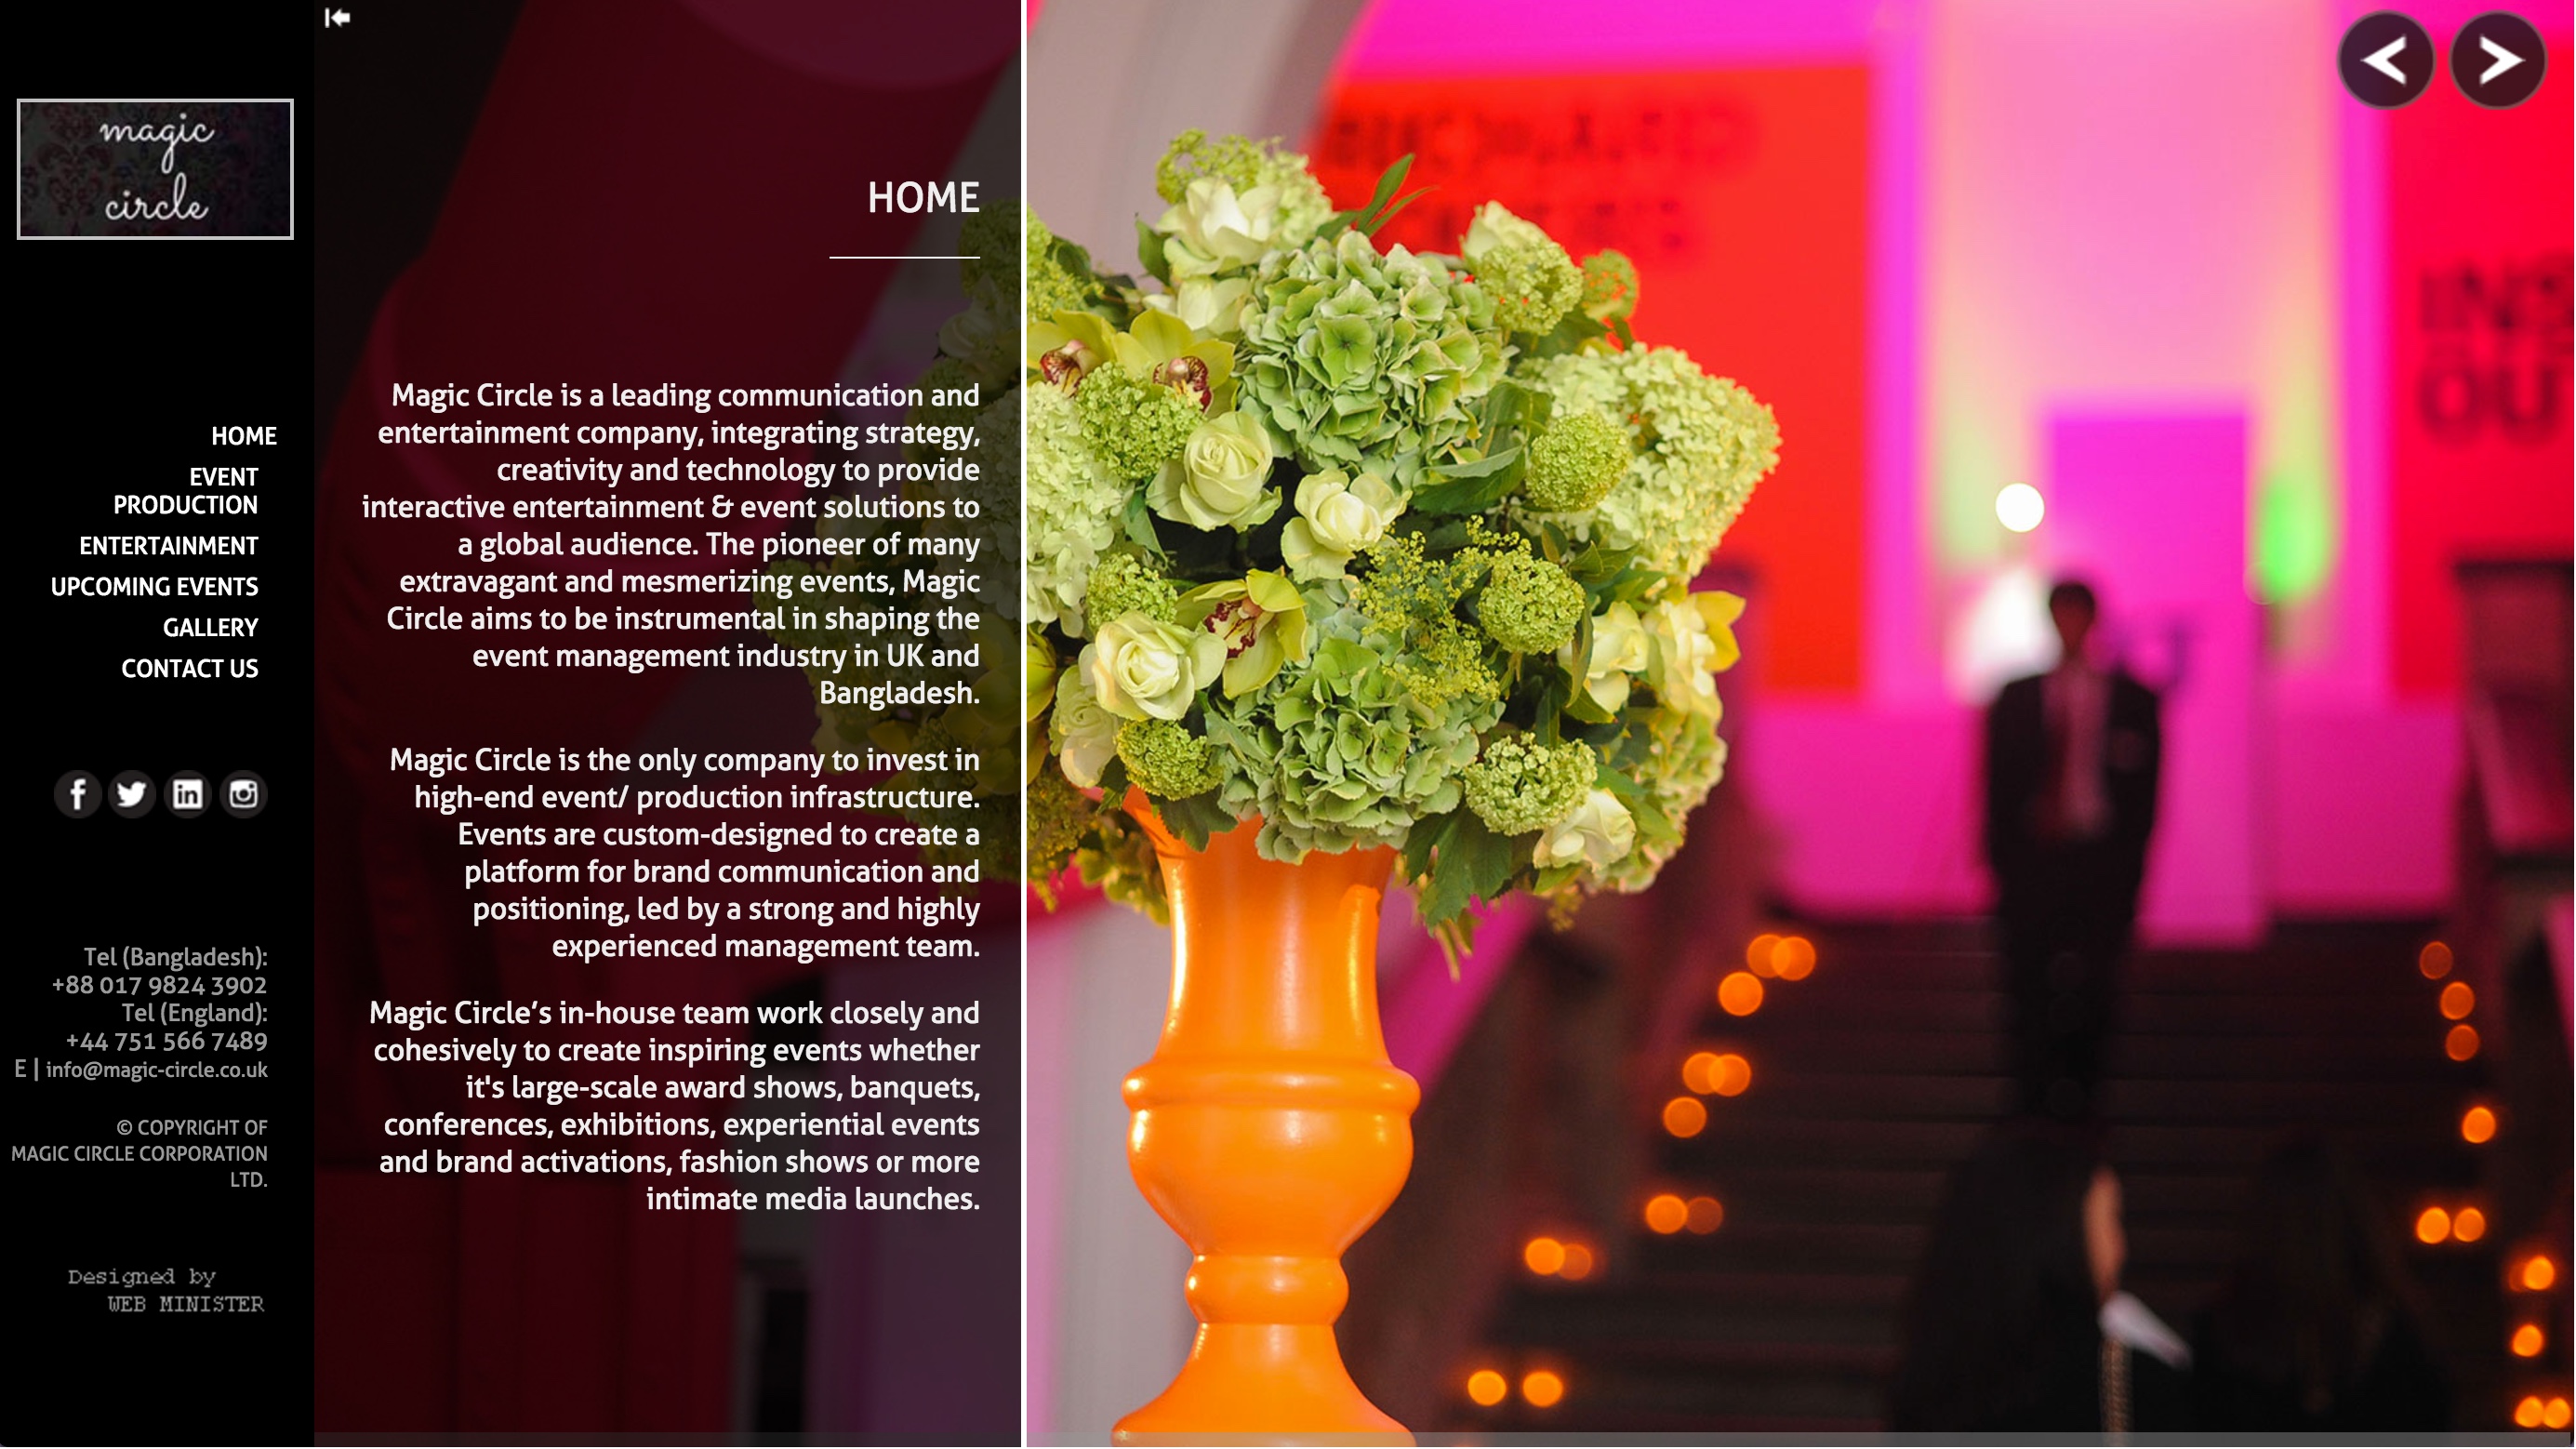 magic
circle
HOME
EVENT
PRODUCTION
ENTERTAINMENT
UPCOMING EVENTS
GALLERY
CONTACT US
Tel (Bangladesh):
+88 017 9824 3902
Tel (England):
+44 751 566 7489
E | info@magic-circle.co.uk
© COPYRIGHT OF
MAGIC CIRCLE CORPORATION
LTD.
Designed by
WEB MINISTER
HOME
Magic Circle is a leading communication and
entertainment company, integrating strategy,
creativity and technology to provide
interactive entertainment & event solutions to
a global audience. The pioneer of many
extravagant and mesmerizing events, Magic
Circle aims to be instrumental in shaping the
event management industry in UK and
Bangladesh.
Magic Circle is the only company to invest in
high-end event/ production infrastructure.
Events are custom-designed to create a
platform for brand communication and
positioning, led by a strong and highly
experienced management team.
Magic Circle’s in-house team work closely and
cohesively to create inspiring events whether
it's large-scale award shows, banquets,
conferences, exhibitions, experiential events
and brand activations, fashion shows or more
intimate media launches.